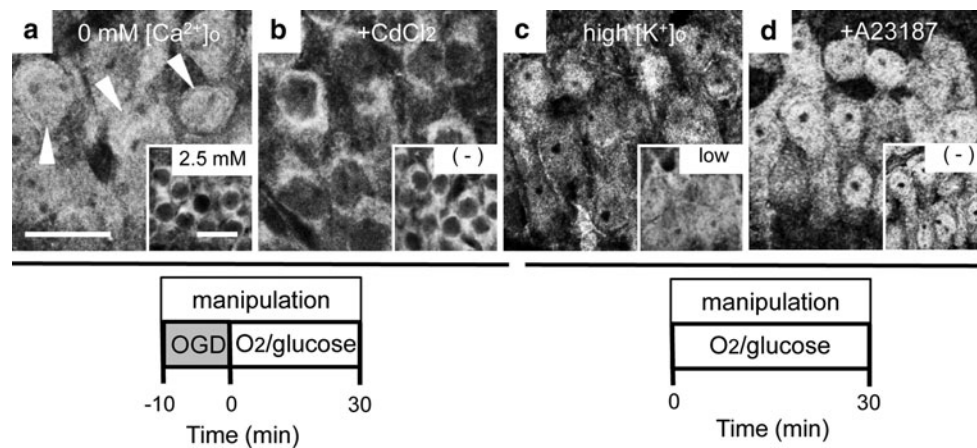 a 0 mM [Ca²⁺]o
2.5 mM
b +CdCl2
(-)
c high [K⁺]o
low
d +A23187
(-)
manipulation
OGD O2/glucose
-10 0 30
Time (min)
manipulation
O2/glucose
0 30
Time (min)